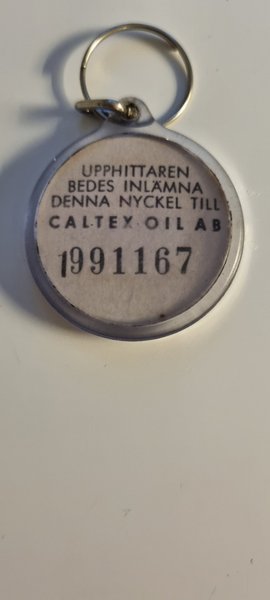 UPPHITTAREN
BEDES INLÄMNA
DENNA NYCKEL TILL
CALTEX OIL AB
1991167